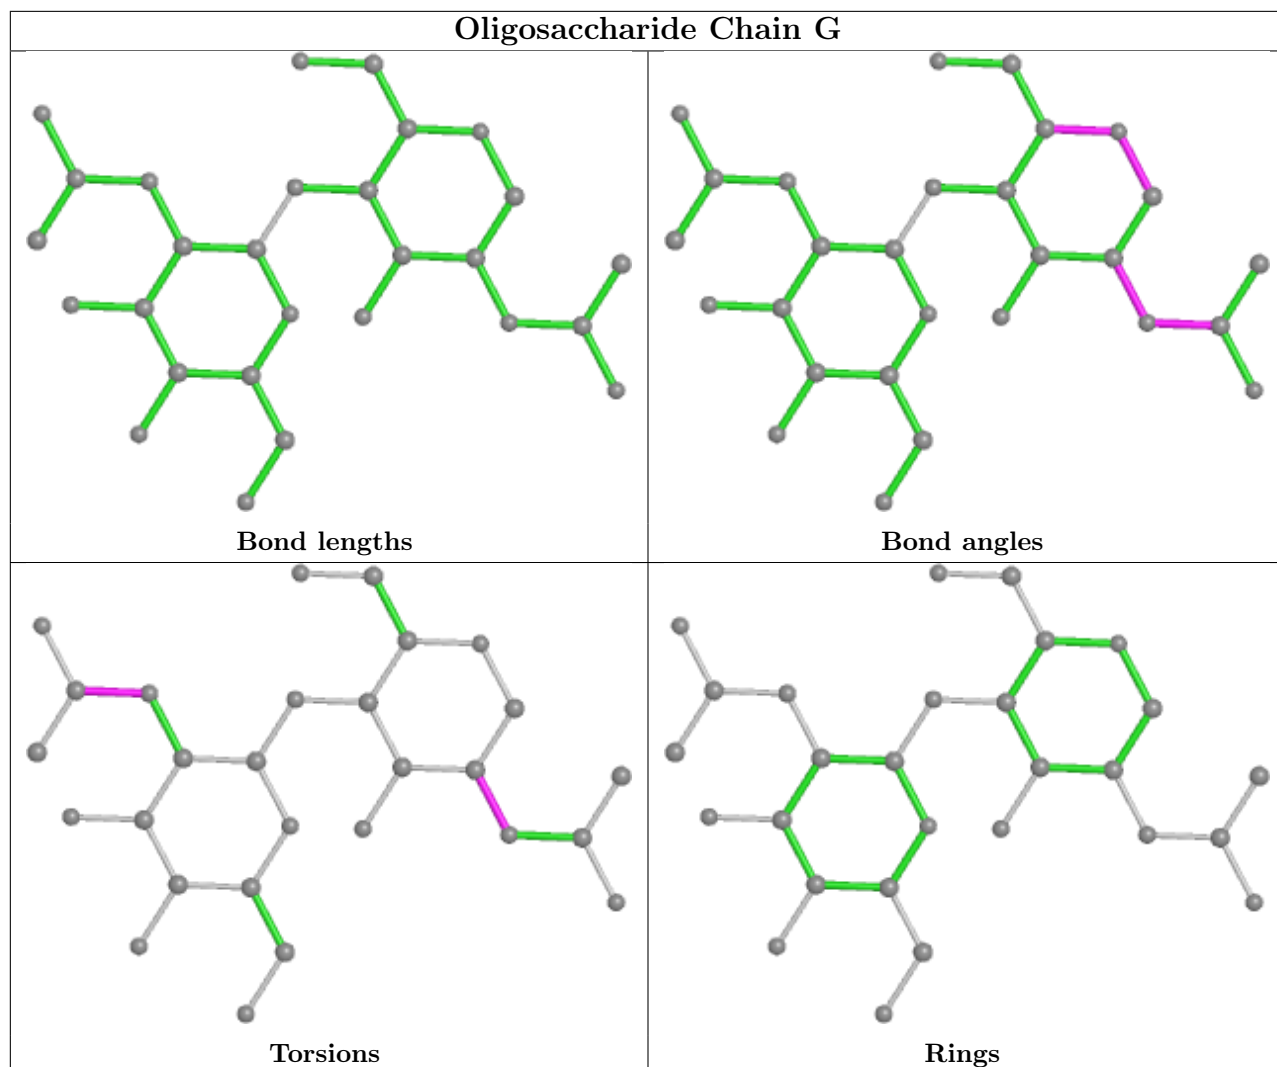 Oligosaccharide Chain G
Bond lengths
Bond angles
Torsions
Rings